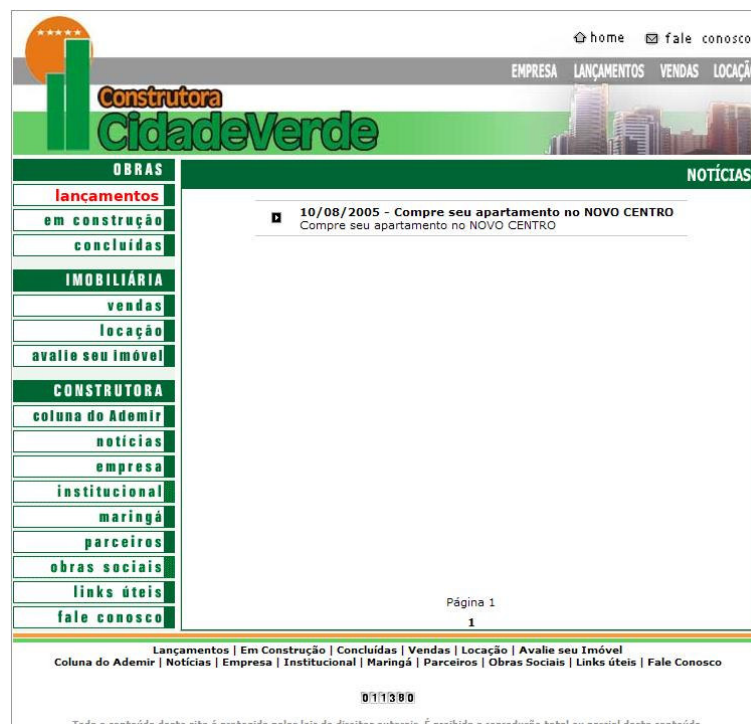 home fale conosco
EMPRESA LANÇAMENTOS VENDAS
Construtora
CidadeVerde
OBRAS
lançamentos
em construção
concluídas
IMOBILIÁRIA
vendas
locação
avalie seu imóvel
CONSTRUTORA
coluna do Ademir
notícias
empresa
institucional
maringá
parceiros
obras sociais
links úteis
fale conosco
NOTÍCIAS
10/08/2005 - Compre seu apartamento no NOVO CENTRO
Compre seu apartamento no NOVO CENTRO
Página 1
1
Lançamentos | Em Construção | Concluídas | Vendas | Locação | Avalie seu Imóvel
Coluna do Ademir | Notícias | Empresa | Institucional | Maringá | Parceiros | Obras Sociais | Links úteis | Fale Conosco
011380